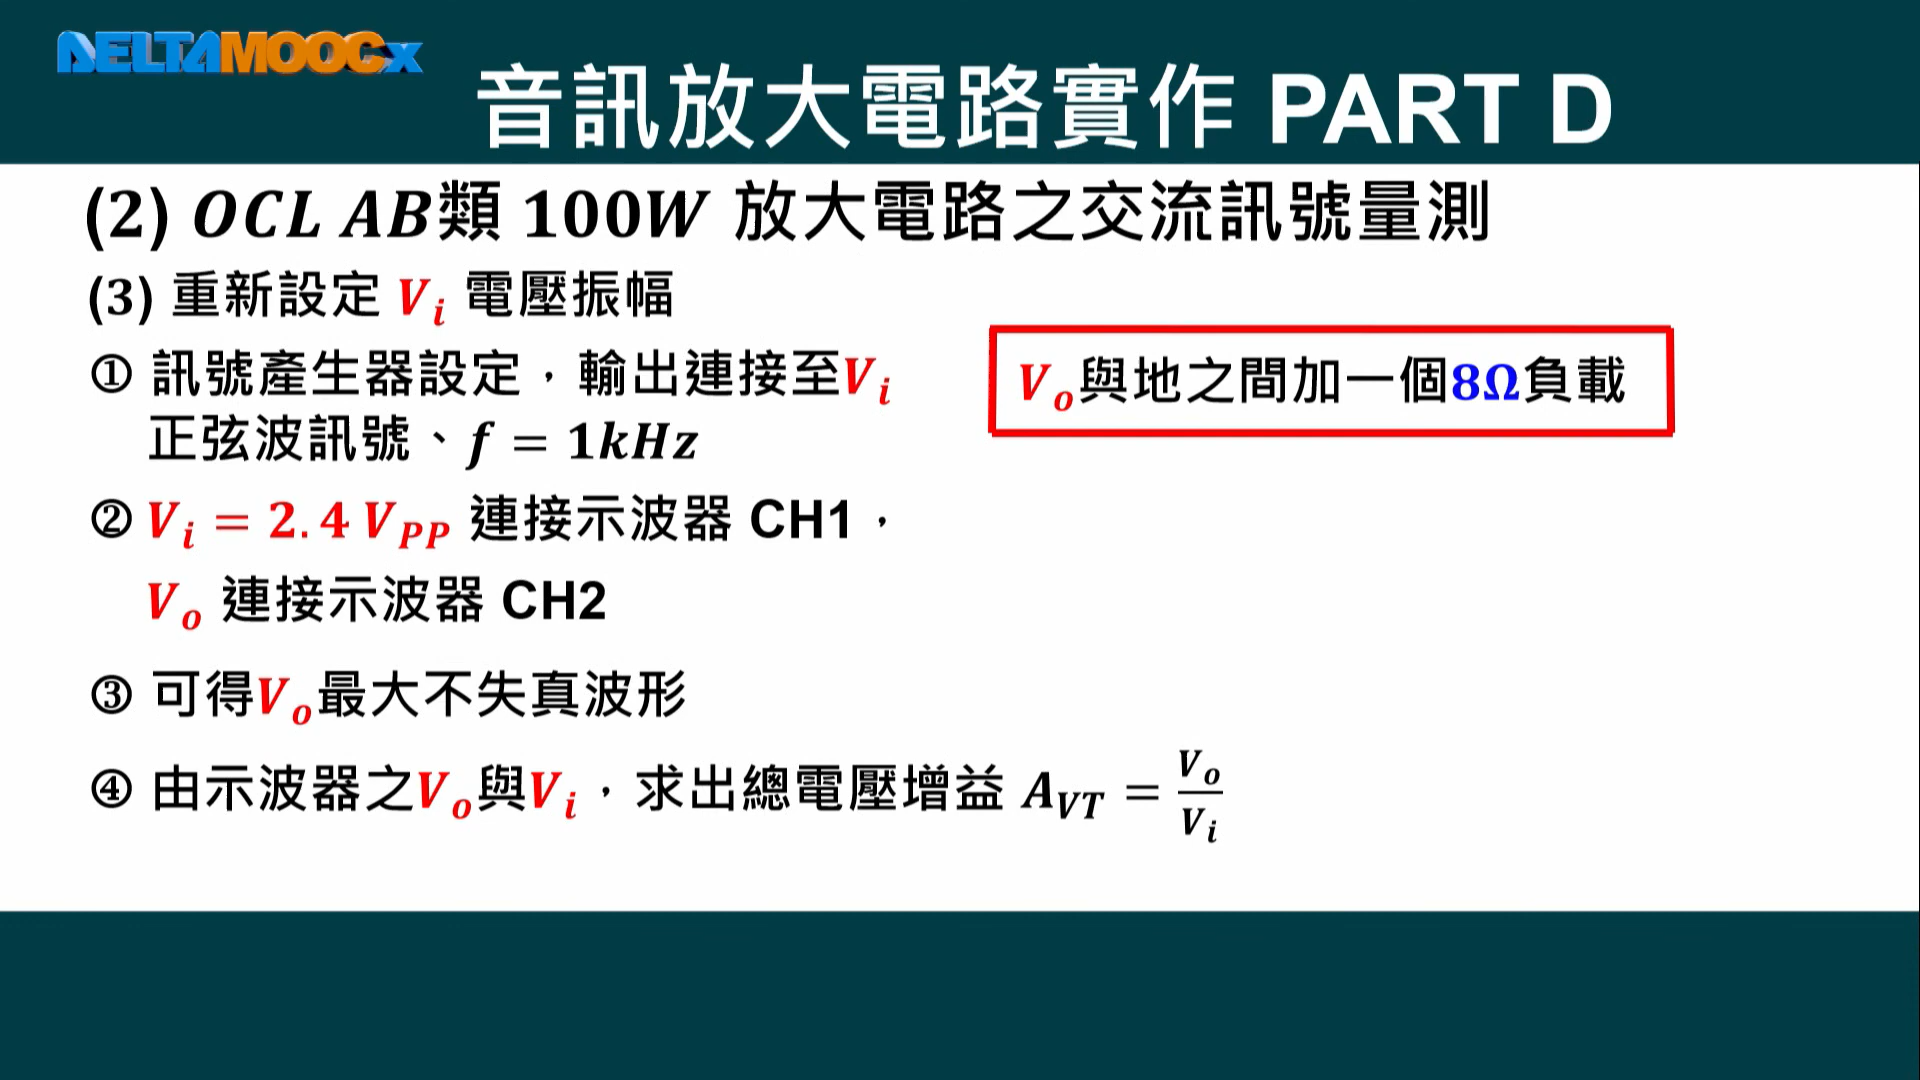 DELTAMOOCx
音訊放大電路實作 PART D
(2) OCL AB類 100W 放大電路之交流訊號量測
(3) 重新設定 Vi 電壓振幅
① 訊號產生器設定，輸出連接至Vi
正弦波訊號、f = 1kHz
Vo與地之間加一個8Ω負載
② Vi = 2.4 VPP 連接示波器 CH1，
Vo 連接示波器 CH2
③ 可得Vo最大不失真波形
④ 由示波器之Vo與Vi，求出總電壓增益 AVT = Vo/Vi